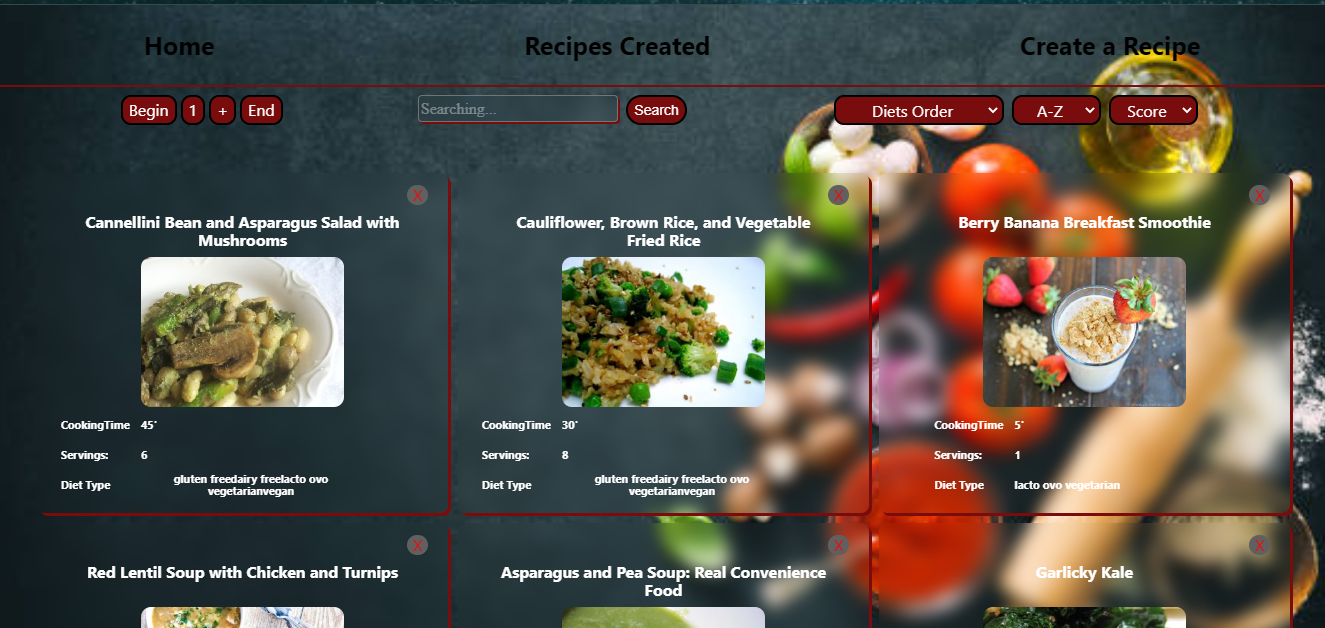 Home Recipes Created Create a Recipe
Begin 1 + End Searching... Search Diets Order A-Z Score
X X X
Cannellini Bean and Asparagus Salad with
Mushrooms
Cauliflower, Brown Rice, and Vegetable
Fried Rice
Berry Banana Breakfast Smoothie
CookingTime 45'
Servings: 6
Diet Type gluten freedairy freelacto ovo
vegetarianvegan
CookingTime 30'
Servings: 8
Diet Type gluten freedairy freelacto ovo
vegetarianvegan
CookingTime 5'
Servings: 1
Diet Type lacto ovo vegetarian
X X X
Red Lentil Soup with Chicken and Turnips
Asparagus and Pea Soup: Real Convenience
Food
Garlicky Kale